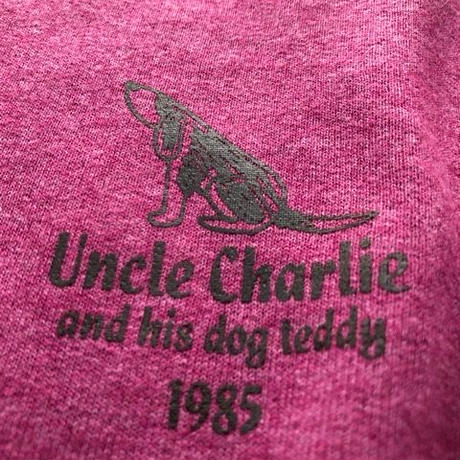 Uncle Charlie
and his dog teddy
1985